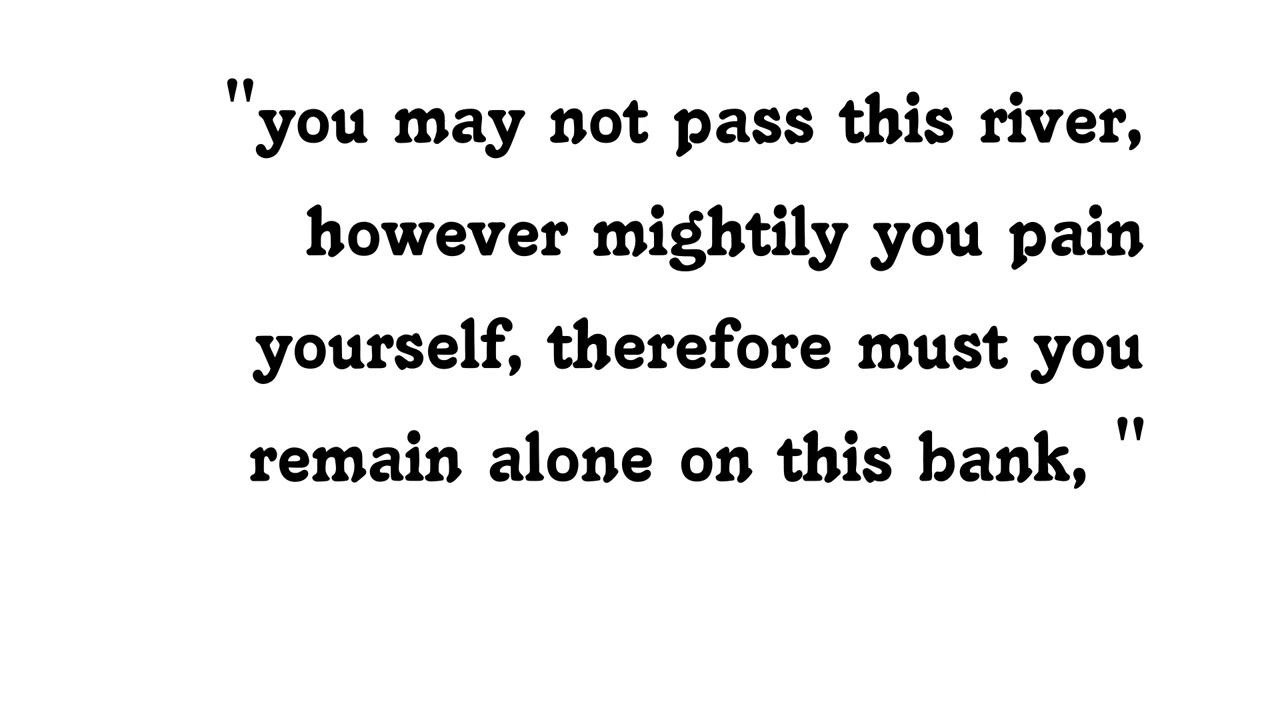 "you may not pass this river,
however mightily you pain
yourself, therefore must you
remain alone on this bank, "